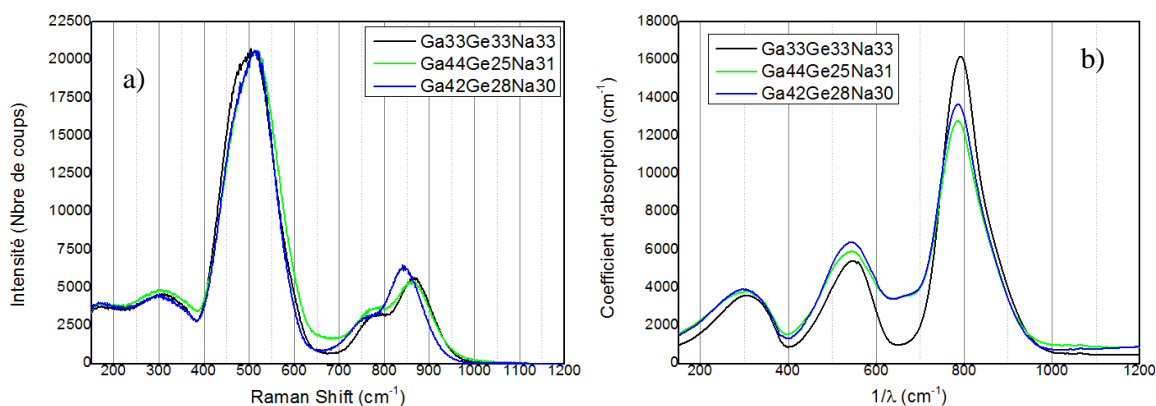 a)
Ga33Ge33Na33
Ga44Ge25Na31
Ga42Ge28Na30
Intensité (Nbre de coups)
22500
20000
17500
15000
12500
10000
7500
5000
2500
0
200 300 400 500 600 700 800 900 1000 1100 1200
Raman Shift (cm⁻¹)
b)
Ga33Ge33Na33
Ga44Ge25Na31
Ga42Ge28Na30
Coefficient d'absorption (cm⁻¹)
18000
16000
14000
12000
10000
8000
6000
4000
2000
0
200 400 600 800 1000 1200
1/λ (cm⁻¹)